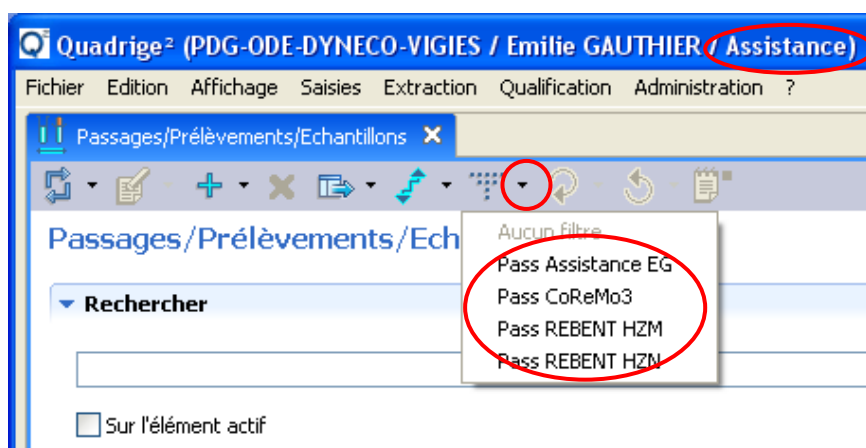 Quadrige² (PDG-ODE-DYNECO-VIGIES / Emilie GAUTHIER / Assistance)
Fichier Edition Affichage Saisies Extraction Qualification Administration ?
Passages/Prélèvements/Echantillons
Passages/Prélèvements/Ech
Aucun filtre
Pass Assistance EG
Pass CoReMo3
Pass REBENT HZM
Pass REBENT HZN
Rechercher
Sur l'élément actif